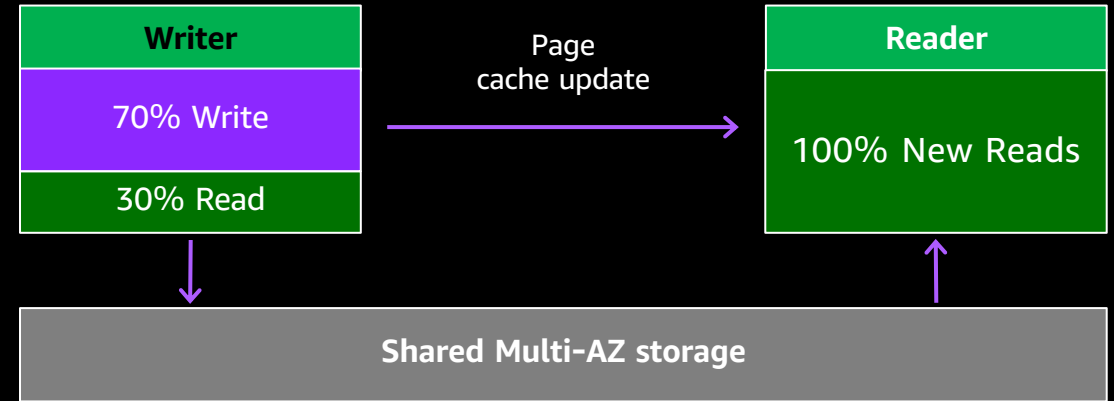 Writer
70% Write
30% Read
Page
cache update
Reader
100% New Reads
Shared Multi-AZ storage